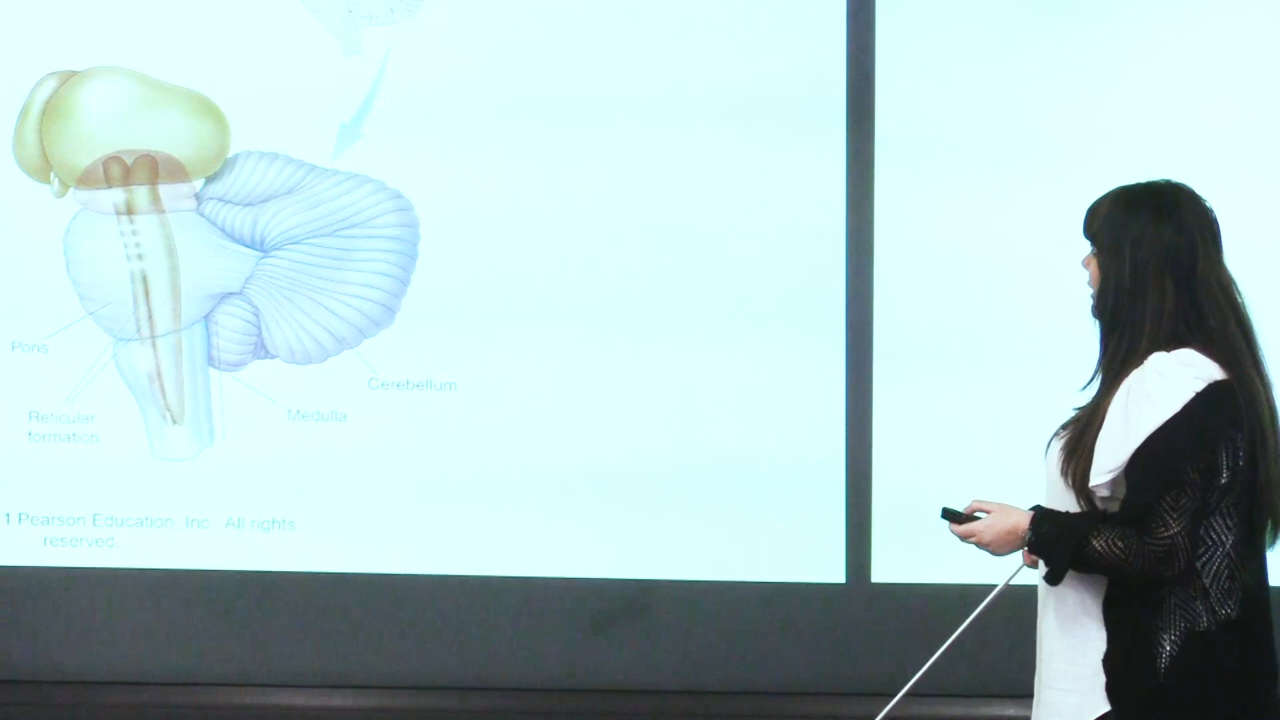 Pons
Cerebellum
Reticular
formation
Medulla
1 Pearson Education, Inc. All rights
reserved.